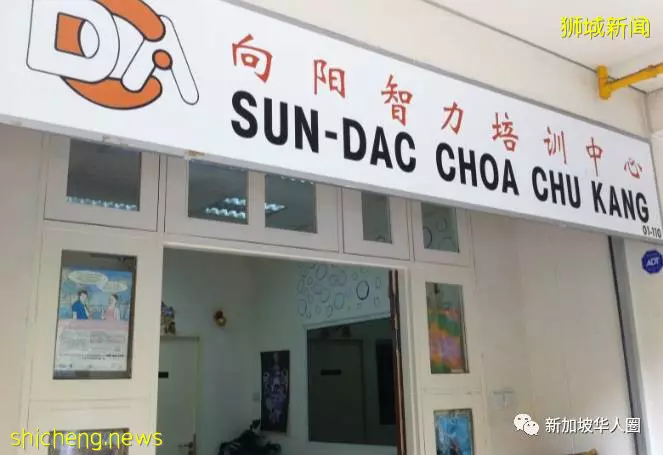 狮城新闻
DCA
向阳智力培训中心
SUN-DAC CHOA CHU KANG
01-110
ADT
shicheng.news
新加坡华人圈